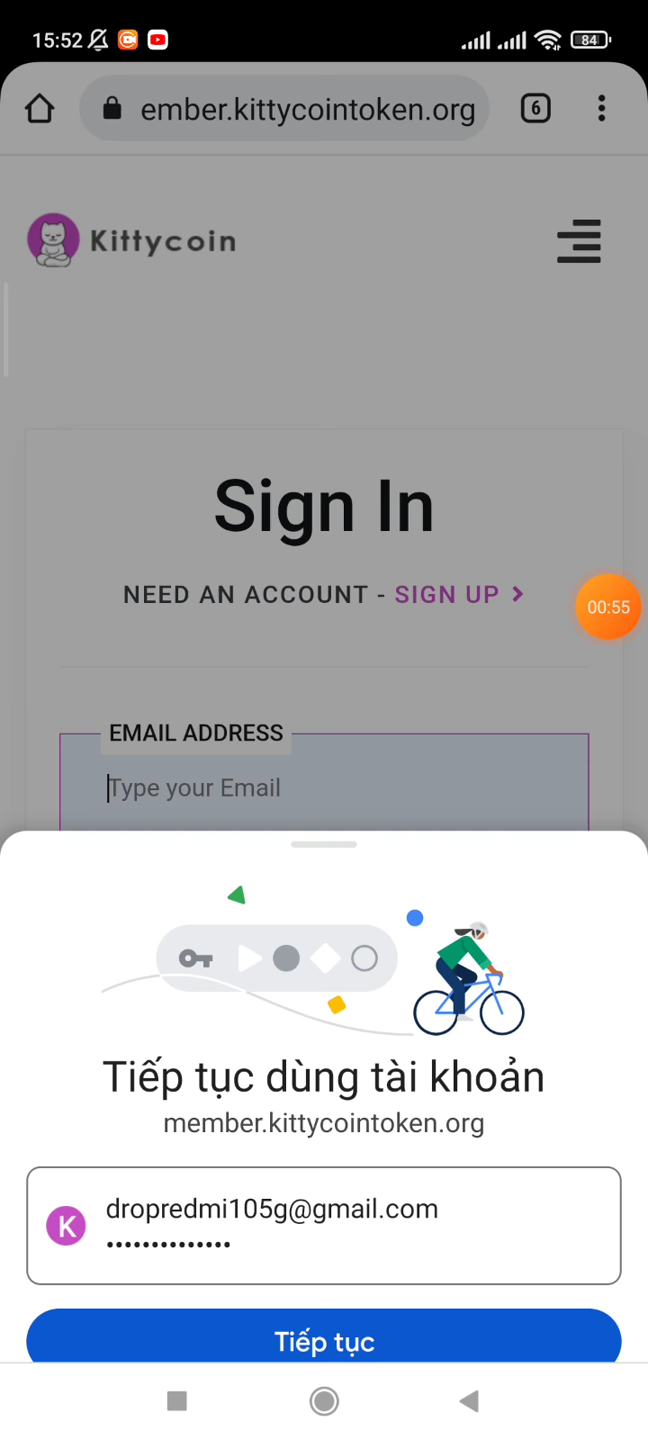 15:52
84
ember.kittycointoken.org
6
Kittycoin
Sign In
NEED AN ACCOUNT - SIGN UP
00:55
EMAIL ADDRESS
Type your Email
Tiếp tục dùng tài khoản
member.kittycointoken.org
K
dropredmi105g@gmail.com
••••••••••••••
Tiếp tục